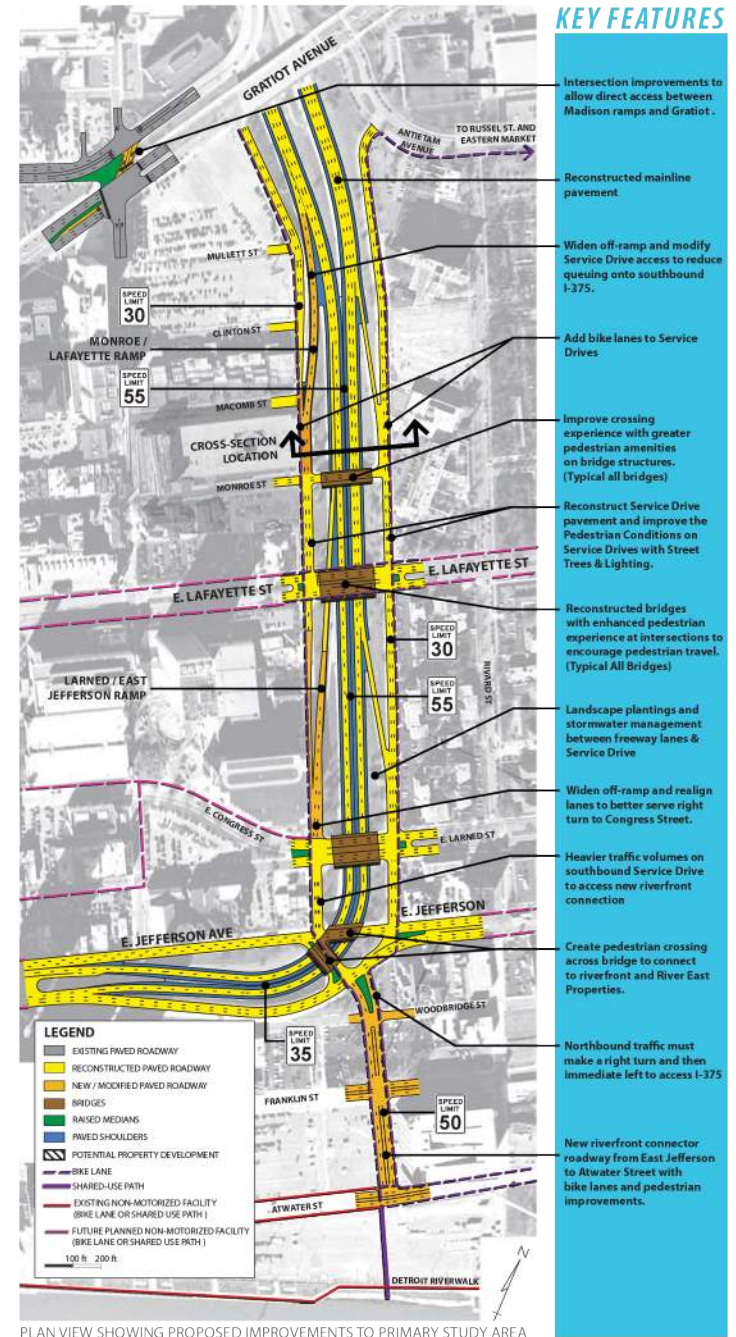 KEY FEATURES
GRATIOT AVENUE
ANTIETAM
AVENUE
TO RUSSEL ST. AND
EASTERN MARKET
MULLETT ST
SPEED
LIMIT
30
CLINTON ST
MONROE /
LAFAYETTE RAMP
SPEED
LIMIT
55
MACOMB ST
CROSS-SECTION
LOCATION
MONROE ST
E. LAFAYETTE ST
E. LAFAYETTE ST
SPEED
LIMIT
30
RIVARD ST
LARNED / EAST
JEFFERSON RAMP
SPEED
LIMIT
55
E. CONGRESS ST
E. LARNED ST
E. JEFFERSON
E. JEFFERSON AVE
WOODBRIDGE ST
SPEED
LIMIT
35
FRANKLIN ST
SPEED
LIMIT
50
ATWATER ST
DETROIT RIVERWALK
N
LEGEND
EXISTING PAVED ROADWAY
RECONSTRUCTED PAVED ROADWAY
NEW / MODIFIED PAVED ROADWAY
BRIDGES
RAISED MEDIANS
PAVED SHOULDERS
POTENTIAL PROPERTY DEVELOPMENT
BIKE LANE
SHARED-USE PATH
EXISTING NON-MOTORIZED FACILITY
(BIKE LANE OR SHARED USE PATH )
FUTURE PLANNED NON-MOTORIZED FACILITY
(BIKE LANE OR SHARED USE PATH )
100 ft 200 ft
Intersection improvements to
allow direct access between
Madison ramps and Gratiot .
Reconstructed mainline
pavement
Widen off-ramp and modify
Service Drive access to reduce
queuing onto southbound
I-375.
Add bike lanes to Service
Drives
Improve crossing
experience with greater
pedestrian amenities
on bridge structures.
(Typical all bridges)
Reconstruct Service Drive
pavement and improve the
Pedestrian Conditions on
Service Drives with Street
Trees & Lighting.
Reconstructed bridges
with enhanced pedestrian
experience at intersections to
encourage pedestrian travel.
(Typical All Bridges)
Landscape plantings and
stormwater management
between freeway lanes &
Service Drive
Widen off-ramp and realign
lanes to better serve right
turn to Congress Street.
Heavier traffic volumes on
southbound Service Drive
to access new riverfront
connection
Create pedestrian crossing
across bridge to connect
to riverfront and River East
Properties.
Northbound traffic must
make a right turn and then
immediate left to access I-375
New riverfront connector
roadway from East Jefferson
to Atwater Street with
bike lanes and pedestrian
improvements.
PLAN VIEW SHOWING PROPOSED IMPROVEMENTS TO PRIMARY STUDY AREA